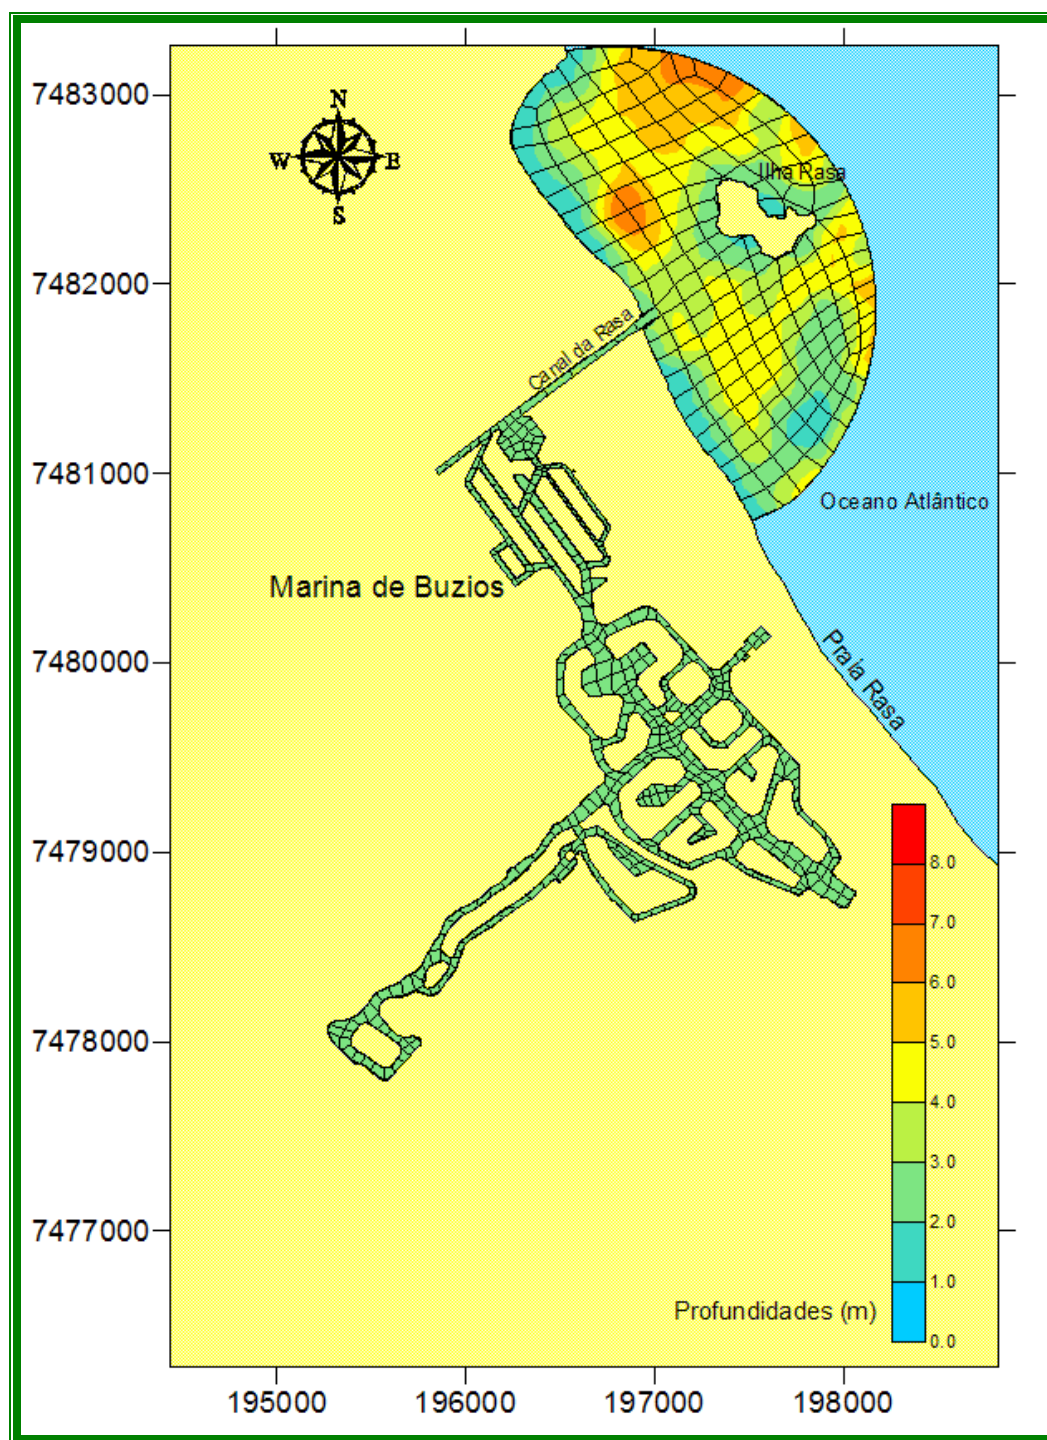 7483000
N
W
E
S
Ilha Rasa
7482000
Canal da Rasa
7481000
Oceano Atlântico
Marina de Buzios
7480000
Praia Rasa
7479000
8.0
7.0
6.0
5.0
7478000
4.0
3.0
2.0
7477000
1.0
Profundidades (m)
0.0
195000
196000
197000
198000